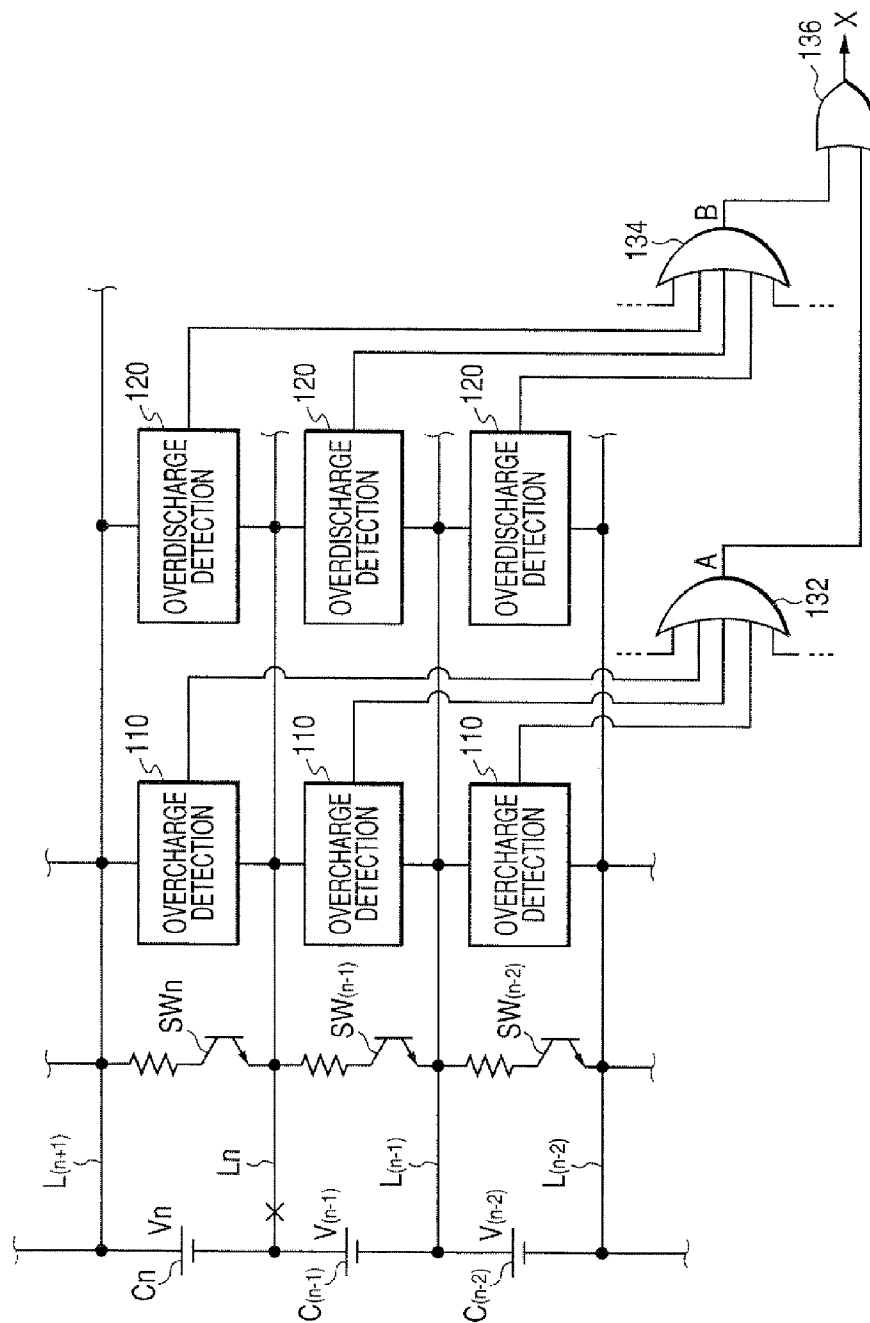 L(n+1)
Vn
Cn
SWn
OVERCHARGE
DETECTION
110
OVERDISCHARGE
DETECTION
120
Ln
V(n-1)
C(n-1)
SW(n-1)
OVERCHARGE
DETECTION
110
OVERDISCHARGE
DETECTION
120
L(n-1)
V(n-2)
C(n-2)
SW(n-2)
OVERCHARGE
DETECTION
110
OVERDISCHARGE
DETECTION
120
L(n-2)
A
132
B
134
136
X